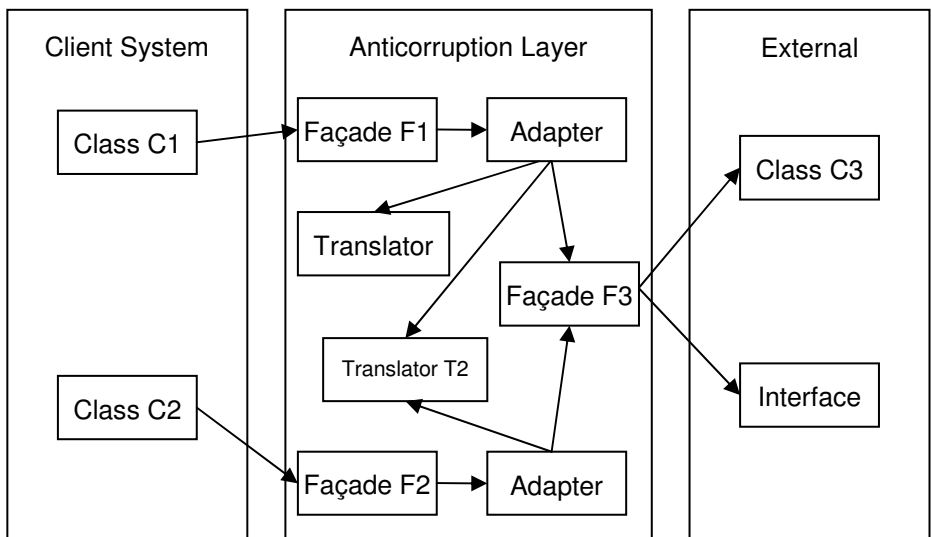 Client System
Anticorruption Layer
External
Class C1
Façade F1
Adapter
Class C3
Translator
Façade F3
Translator T2
Class C2
Interface
Façade F2
Adapter